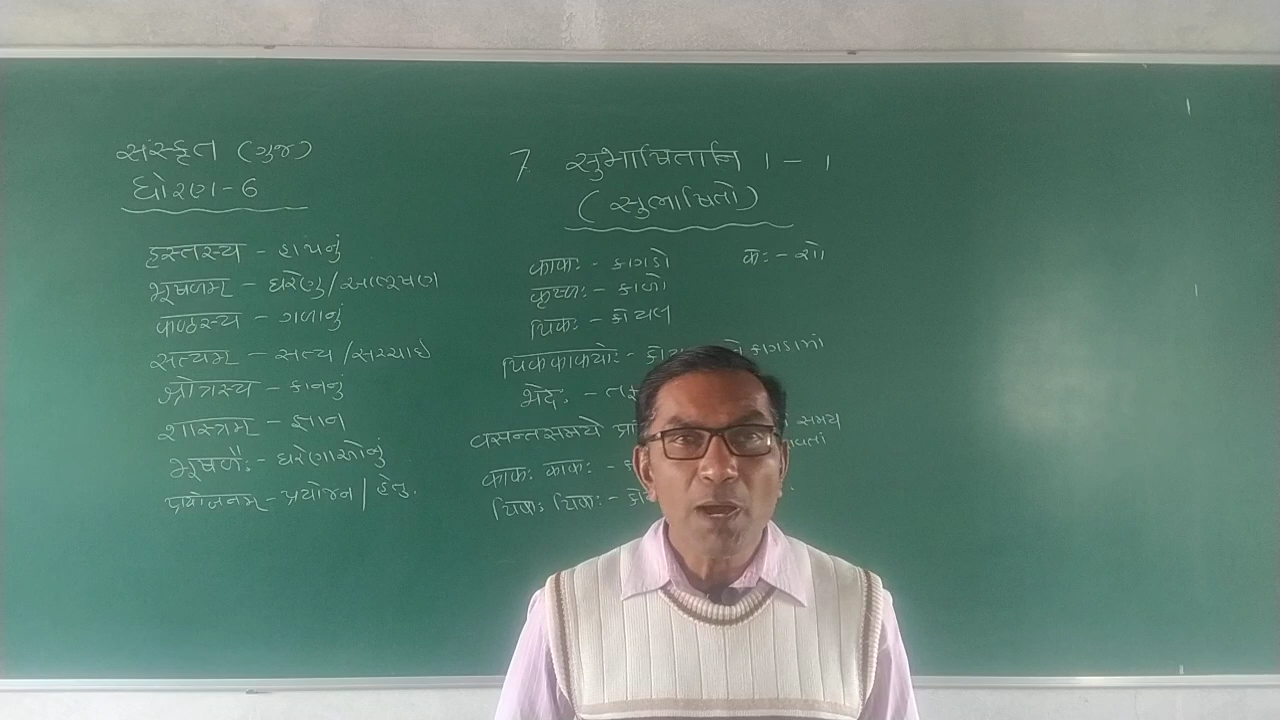 સંસ્કૃત (ગુજ)
ધોરણ-6
हस्तस्य - હાથનું
भूषणम् - ઘરેણુ/આભૂષણ
कण्ठस्य - ગળાનું
सत्यम् - સત્ય/સચ્ચાઈ
श्रोत्रस्य - કાનનું
शास्त्रम् - જ્ઞાન
भूषणैः - ઘરેણાઓનું
प्रयोजनम् - પ્રયોજન/હેતુ.
7 सुभाषितानि । - ।
(સુભાષિતો)
काकः - કાગડો कः - શો
कृष्णः - કાળો
पिकः - કોયલ
पिककाकयोः - કાગડામાં
भेदः -
वसन्तसमये સમય
काकः काकः -
पिकः पिकः -